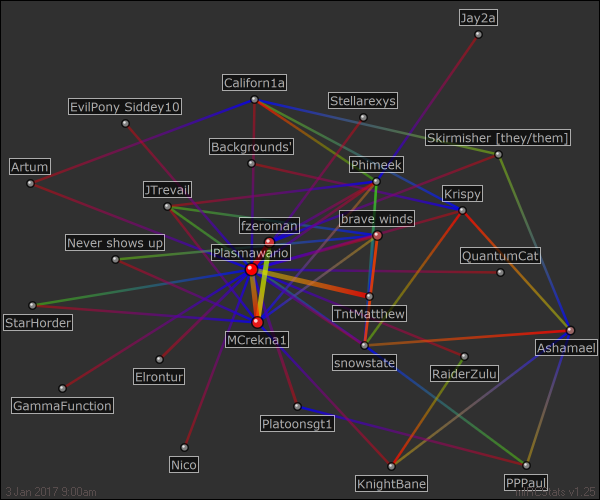 Jay2a
Californ1a
Stellarexys
EvilPony Siddey10
Skirmisher [they/them]
Backgrounds'
Phimeek
Artum
JTrevail
Krispy
fzeroman
brave winds
Never shows up
Plasmawario
QuantumCat
TntMatthew
StarHorder
MCrekna1
Ashamael
snowstate
Elrontur
RaiderZulu
GammaFunction
Platoonsgt1
Nico
KnightBane
PPPaul
3 Jan 2017 9:00am
mIRCStats v1.25